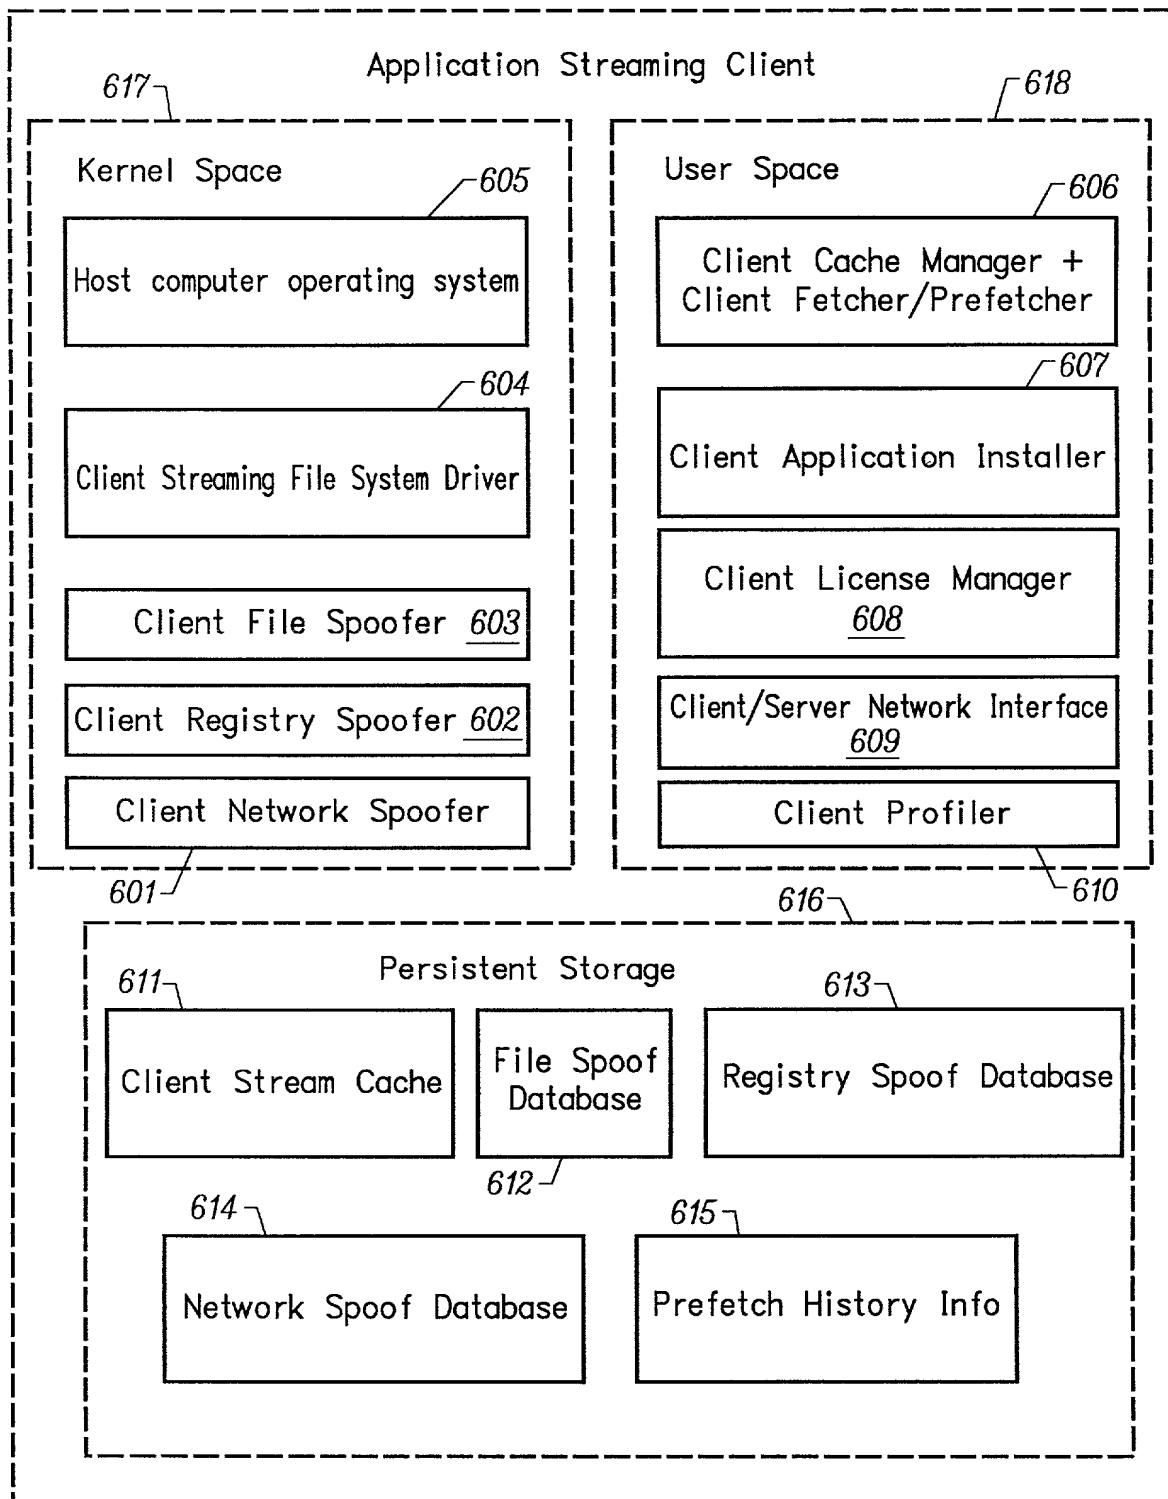 Application Streaming Client
617
618
Kernel Space
605
Host computer operating system
604
Client Streaming File System Driver
Client File Spoofer 603
Client Registry Spoofer 602
Client Network Spoofer
601
User Space
606
Client Cache Manager +
Client Fetcher/Prefetcher
607
Client Application Installer
Client License Manager
608
Client/Server Network Interface
609
Client Profiler
610
616
Persistent Storage
611
Client Stream Cache
File Spoof
Database
612
613
Registry Spoof Database
614
Network Spoof Database
615
Prefetch History Info